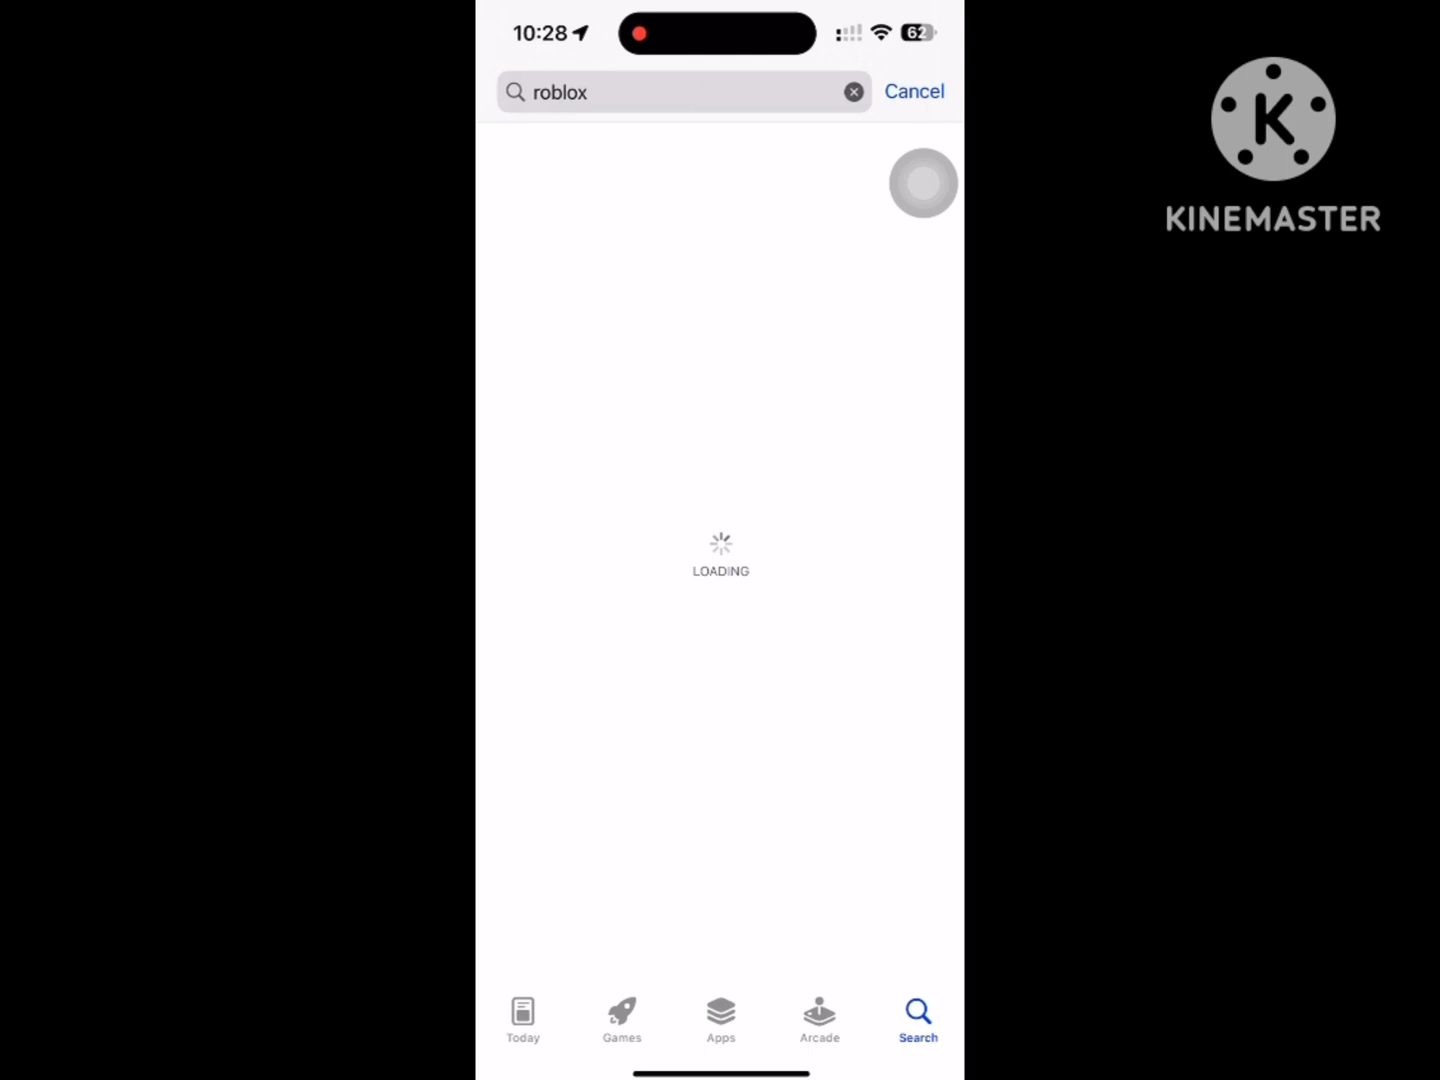 10:28
62
roblox
Cancel
K
KINEMASTER
LOADING
Today
Games
Apps
Arcade
Search